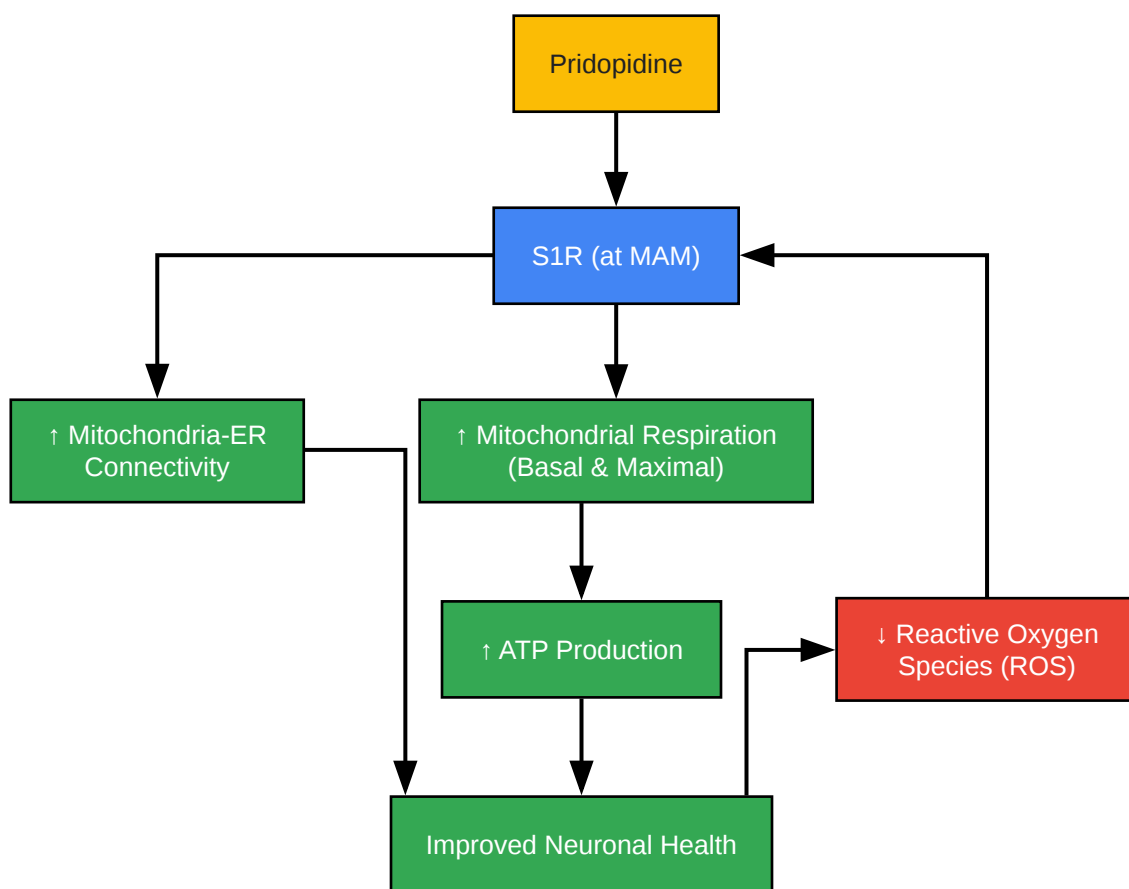 Pridopidine
S1R (at MAM)
↑ Mitochondria-ER
Connectivity
↑ Mitochondrial Respiration
(Basal & Maximal)
↑ ATP Production
↓ Reactive Oxygen
Species (ROS)
Improved Neuronal Health